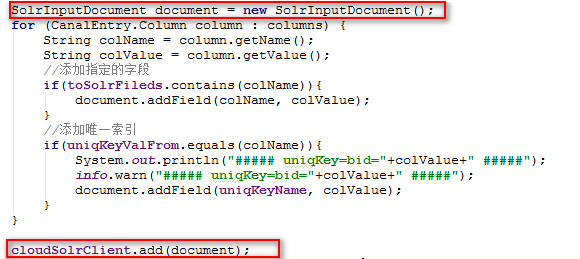 SolrInputDocument document = new SolrInputDocument();
for (CanalEntry.Column column : columns) {
String colName = column.getName();
String colValue = column.getValue();
//添加指定的字段
if(toSolrFileds.contains(colName)){
document.addField(colName, colValue);
}
//添加唯一索引
if(uniqKeyValFrom.equals(colName)){
System.out.println("##### uniqKey=bid="+colValue+" #####");
info.warn("##### uniqKey=bid="+colValue+" #####");
document.addField(uniqKeyName, colValue);
}
}
cloudSolrClient.add(document);